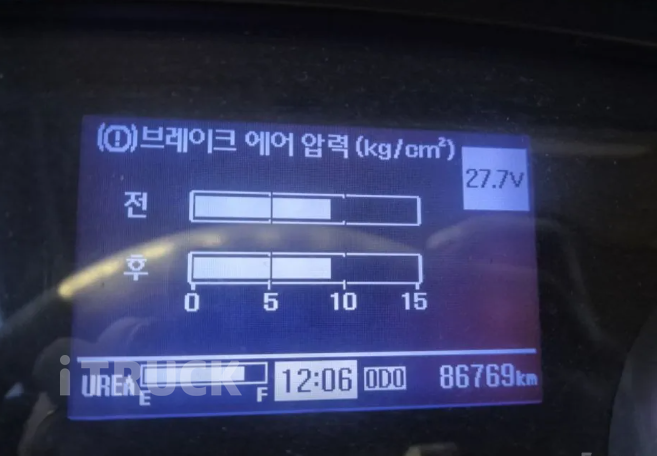 (!)브레이크 에어 압력(kg/cm²)
27.7V
전
후
0 5 10 15
iTRUCK
UREA E F 12:06 ODO 86769km